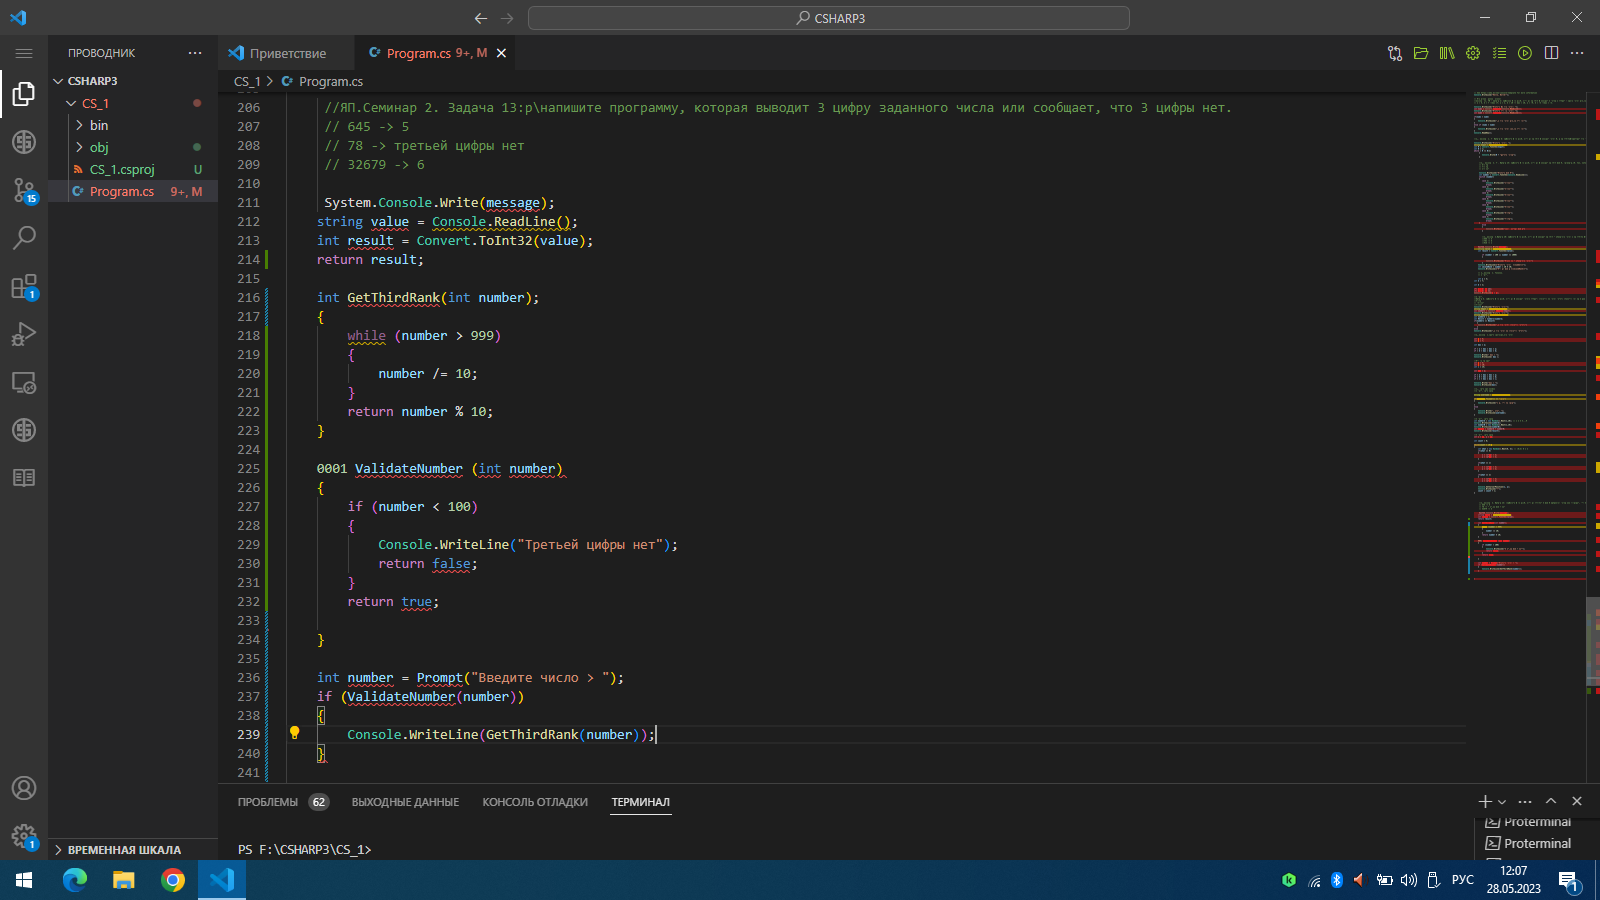 CSHARP3
ПРОВОДНИК
Приветствие
Program.cs 9+, M
CSHARP3
CS_1
bin
obj
CS_1.csproj U
Program.cs 9+, M
CS_1 > Program.cs
206 //ЯП.Семинар 2. Задача 13:р\напишите программу, которая выводит 3 цифру заданного числа или сообщает, что 3 цифры нет.
207 // 645 -> 5
208 // 78 -> третьей цифры нет
209 // 32679 -> 6
210
211 System.Console.Write(message);
212 string value = Console.ReadLine();
213 int result = Convert.ToInt32(value);
214 return result;
215
216 int GetThirdRank(int number);
217 {
218 while (number > 999)
219 {
220 number /= 10;
221 }
222 return number % 10;
223 }
224
225 0001 ValidateNumber (int number)
226 {
227 if (number < 100)
228 {
229 Console.WriteLine("Третьей цифры нет");
230 return false;
231 }
232 return true;
233
234 }
235
236 int number = Prompt("Введите число > ");
237 if (ValidateNumber(number))
238 {
239 Console.WriteLine(GetThirdRank(number));
240 }
241
15
1
1
ПРОБЛЕМЫ 62 ВЫХОДНЫЕ ДАННЫЕ КОНСОЛЬ ОТЛАДКИ ТЕРМИНАЛ
Proterminal
Proterminal
PS F:\CSHARP3\CS_1>
ВРЕМЕННАЯ ШКАЛА
РУС
12:07
28.05.2023
1